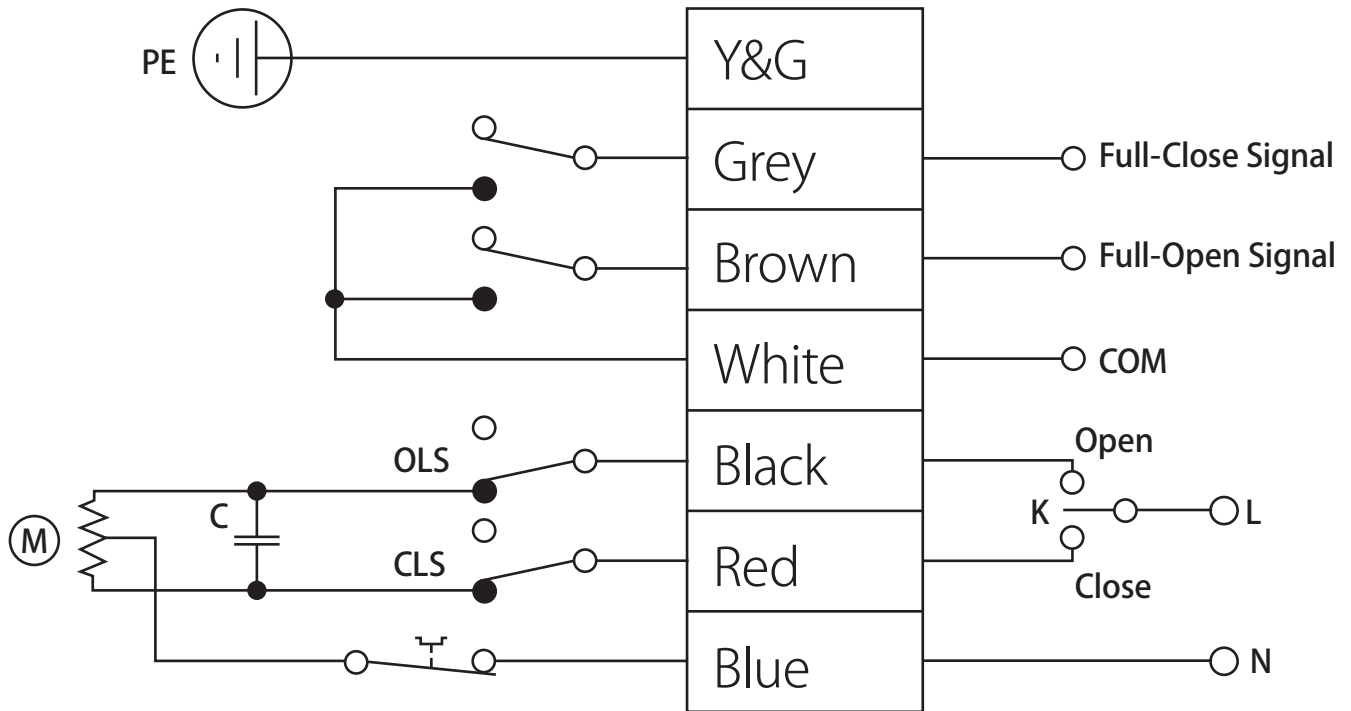 PE
Y&G
Grey
Full-Close Signal
Brown
Full-Open Signal
White
COM
OLS
Black
Open
M
C
K
L
CLS
Red
Close
Blue
N